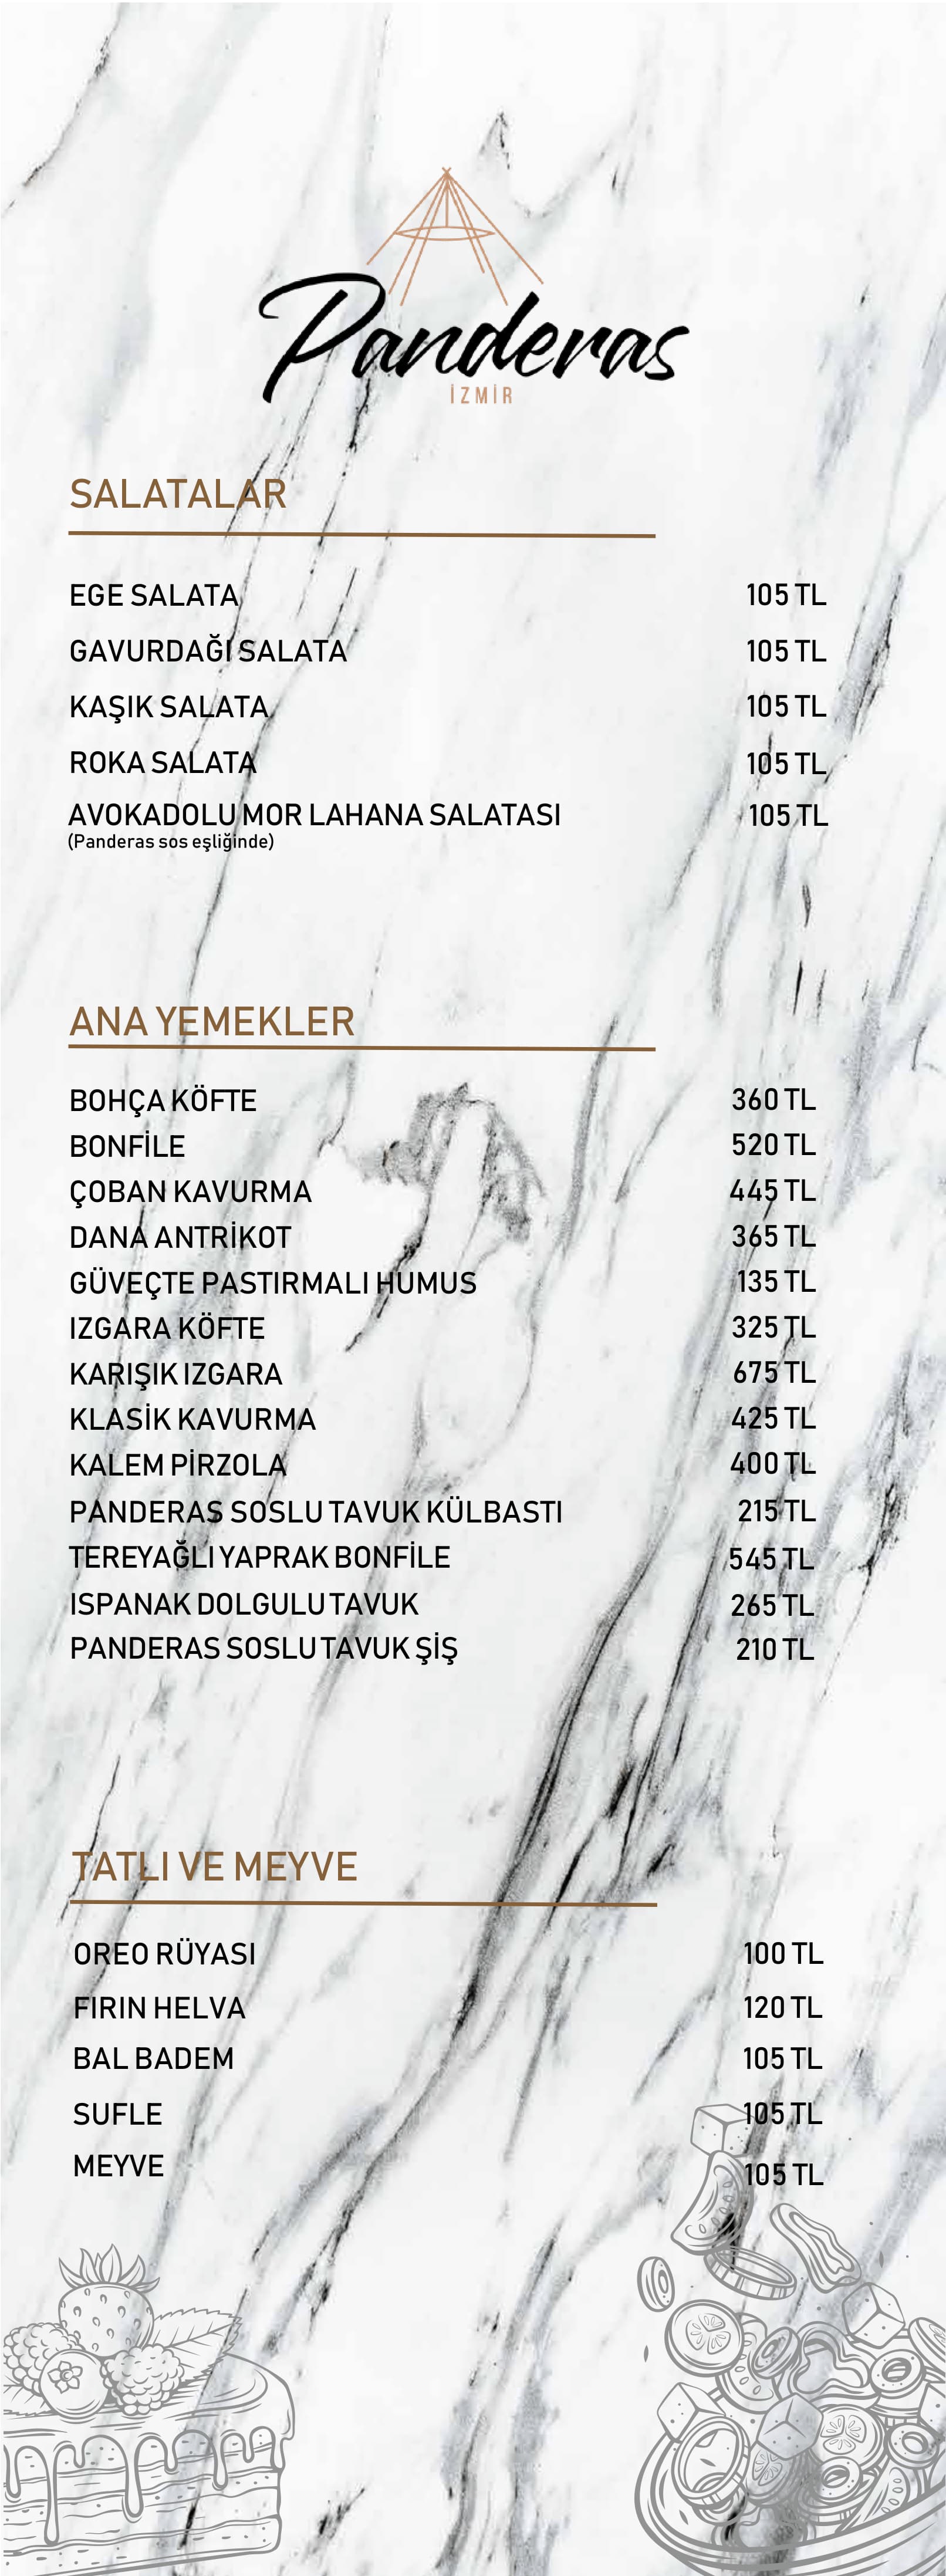 Panderas
İZMİR
SALATALAR
EGE SALATA 105 TL
GAVURDAĞI SALATA 105 TL
KAŞIK SALATA 105 TL
ROKA SALATA 105 TL
AVOKADOLU MOR LAHANA SALATASI 105 TL
(Panderas sos eşliğinde)
ANA YEMEKLER
BOHÇA KÖFTE 360 TL
BONFİLE 520 TL
ÇOBAN KAVURMA 445 TL
DANA ANTRİKOT 365 TL
GÜVEÇTE PASTIRMALI HUMUS 135 TL
IZGARA KÖFTE 325 TL
KARIŞIK IZGARA 675 TL
KLASİK KAVURMA 425 TL
KALEM PİRZOLA 400 TL
PANDERAS SOSLU TAVUK KÜLBASTI 215 TL
TEREYAĞLI YAPRAK BONFİLE 545 TL
ISPANAK DOLGULU TAVUK 265 TL
PANDERAS SOSLU TAVUK ŞİŞ 210 TL
TATLI VE MEYVE
OREO RÜYASI 100 TL
FIRIN HELVA 120 TL
BAL BADEM 105 TL
SUFLE 105 TL
MEYVE 105 TL